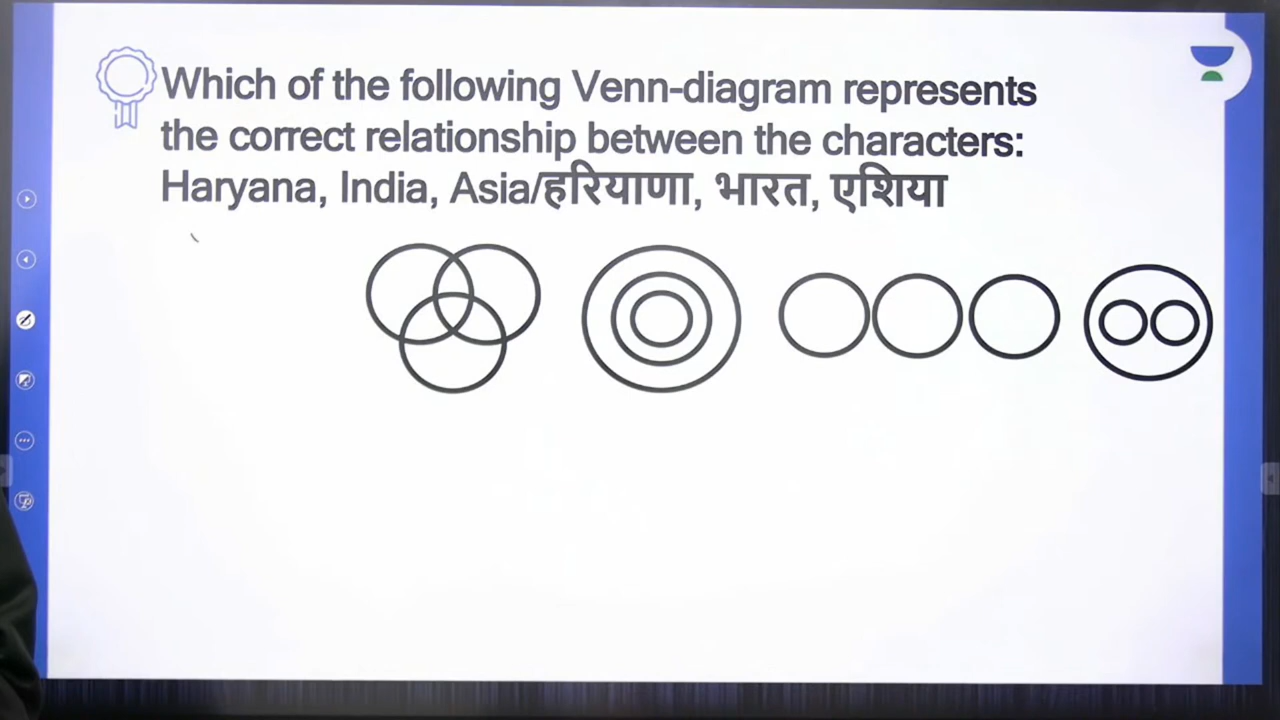 Which of the following Venn-diagram represents
the correct relationship between the characters:
Haryana, India, Asia/हरियाणा, भारत, एशिया